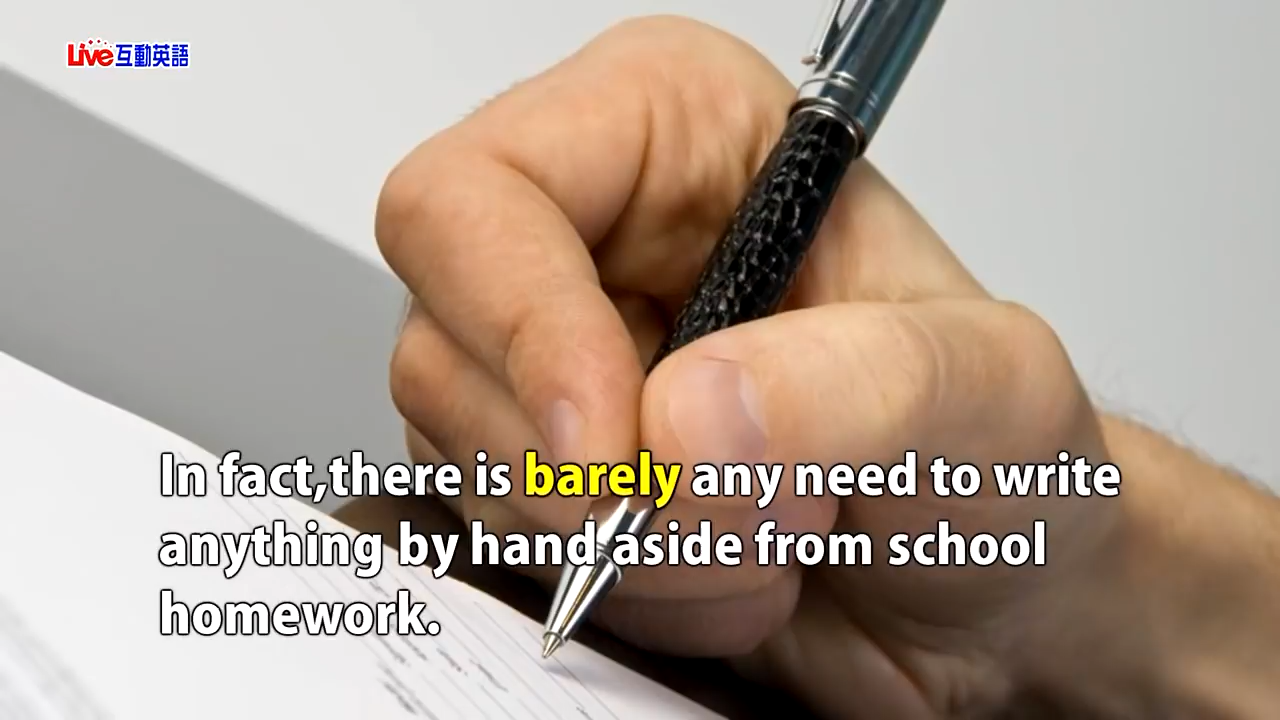 Live互動英語
In fact,there is barely any need to write
anything by hand aside from school
homework.